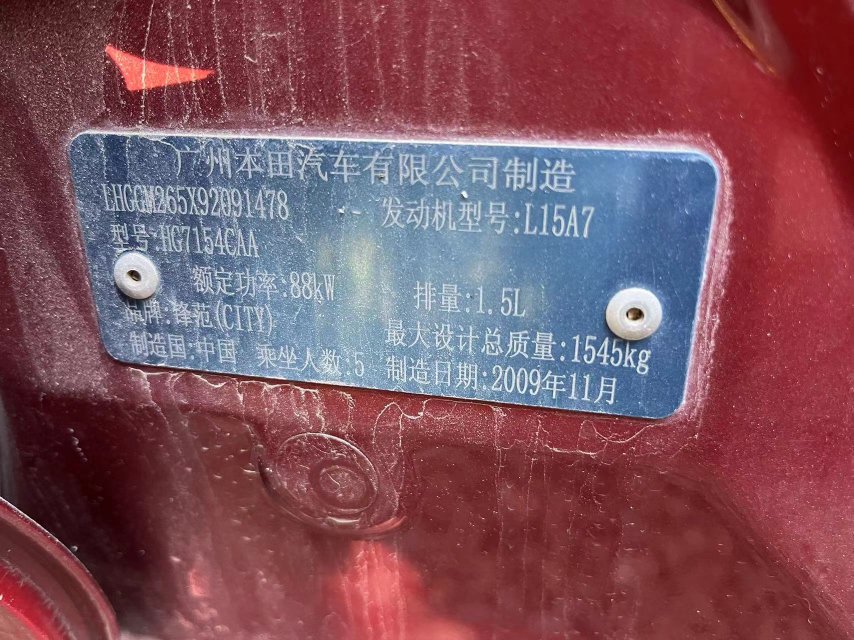 广州本田汽车有限公司制造
LHGGM265X92091478
发动机型号:L15A7
型号:HG7154CAA
额定功率:88kW
排量:1.5L
品牌:锋范(CITY)
最大设计总质量:1545kg
制造国:中国 乘坐人数:5 制造日期:2009年11月